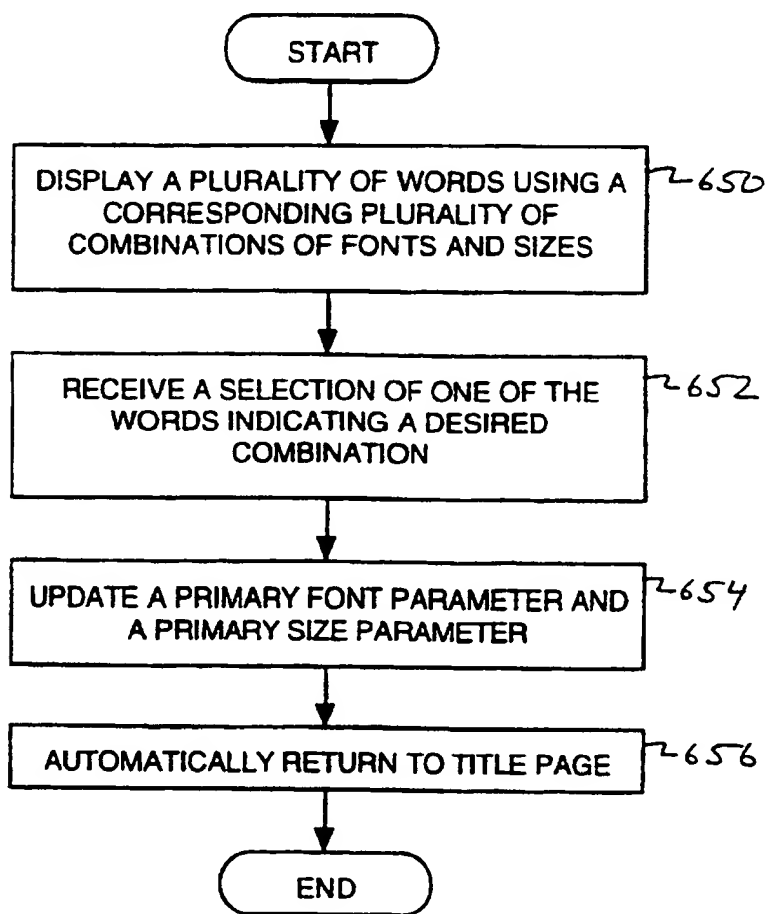 START
DISPLAY A PLURALITY OF WORDS USING A
CORRESPONDING PLURALITY OF
COMBINATIONS OF FONTS AND SIZES
650
RECEIVE A SELECTION OF ONE OF THE
WORDS INDICATING A DESIRED
COMBINATION
652
UPDATE A PRIMARY FONT PARAMETER AND
A PRIMARY SIZE PARAMETER
654
AUTOMATICALLY RETURN TO TITLE PAGE
656
END